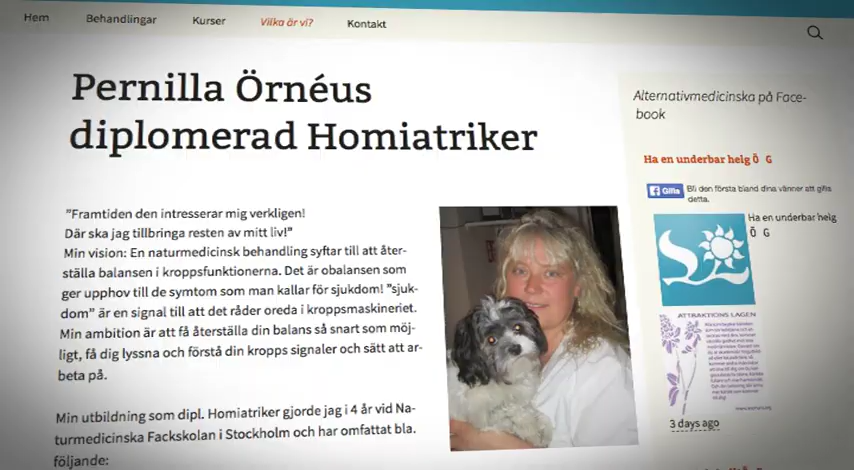 Hem Behandlingar Kurser Vilka är vi? Kontakt
Pernilla Örnéus
diplomerad Homiatriker
"Framtiden den intresserar mig verkligen!
Där ska jag tillbringa resten av mitt liv!"
Min vision: En naturmedicinsk behandling syftar till att åter-
ställa balansen i kroppsfunktionerna. Det är obalansen som
ger upphov till de symtom som man kallar för sjukdom! "sjuk-
dom" är en signal till att det råder oreda i kroppsmaskineriet.
Min ambition är att få återställa din balans så snart som möj-
ligt, få dig lyssna och förstå din kropps signaler och sätt att ar-
beta på.
Min utbildning som dipl. Homiatriker gjorde jag i 4 år vid Na-
turmedicinska Fackskolan i Stockholm och har omfattat bla.
följande:
Alternativmedicinska på Face-
book
Ha en underbar helg Ö G
Gilla
Bli den första bland dina vänner att gilla
detta.
Ha en underbar helg
Ö G
ATTRAKTIONS LAGEN
3 days ago